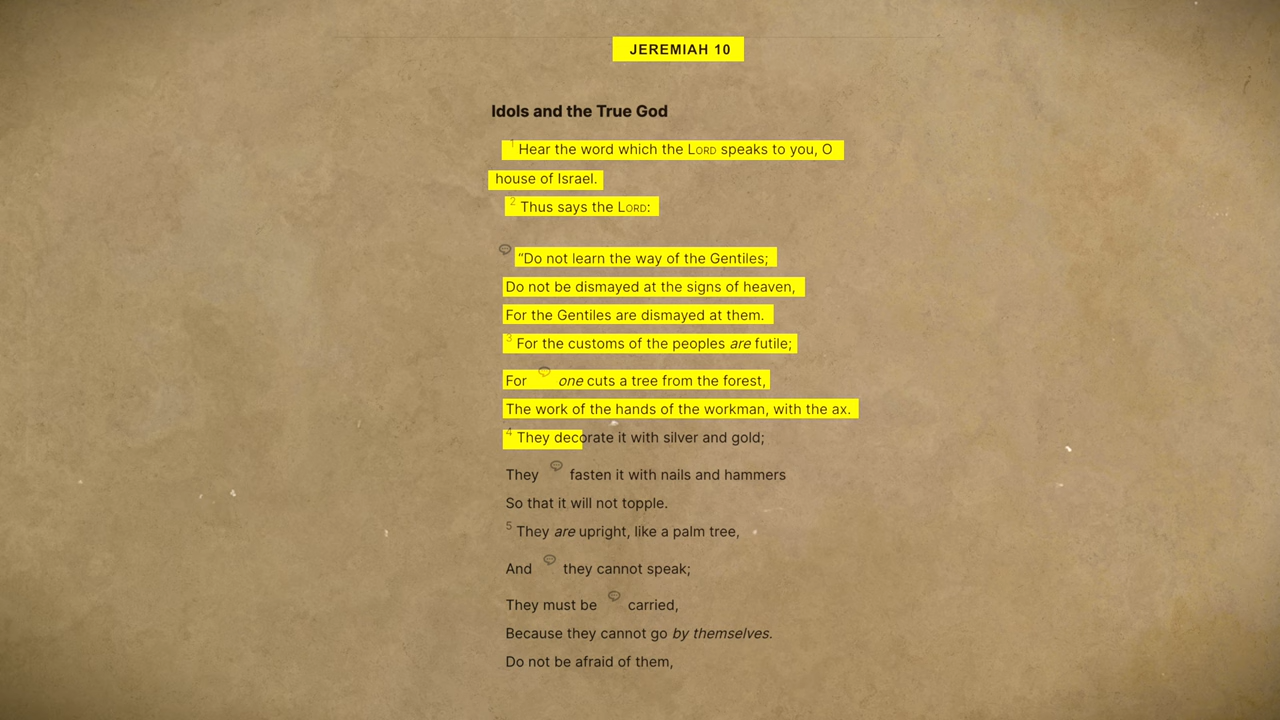 JEREMIAH 10
Idols and the True God
1 Hear the word which the LORD speaks to you, O
house of Israel.
2 Thus says the LORD:
“Do not learn the way of the Gentiles;
Do not be dismayed at the signs of heaven,
For the Gentiles are dismayed at them.
3 For the customs of the peoples are futile;
For one cuts a tree from the forest,
The work of the hands of the workman, with the ax.
4 They decorate it with silver and gold;
They fasten it with nails and hammers
So that it will not topple.
5 They are upright, like a palm tree,
And they cannot speak;
They must be carried,
Because they cannot go by themselves.
Do not be afraid of them,